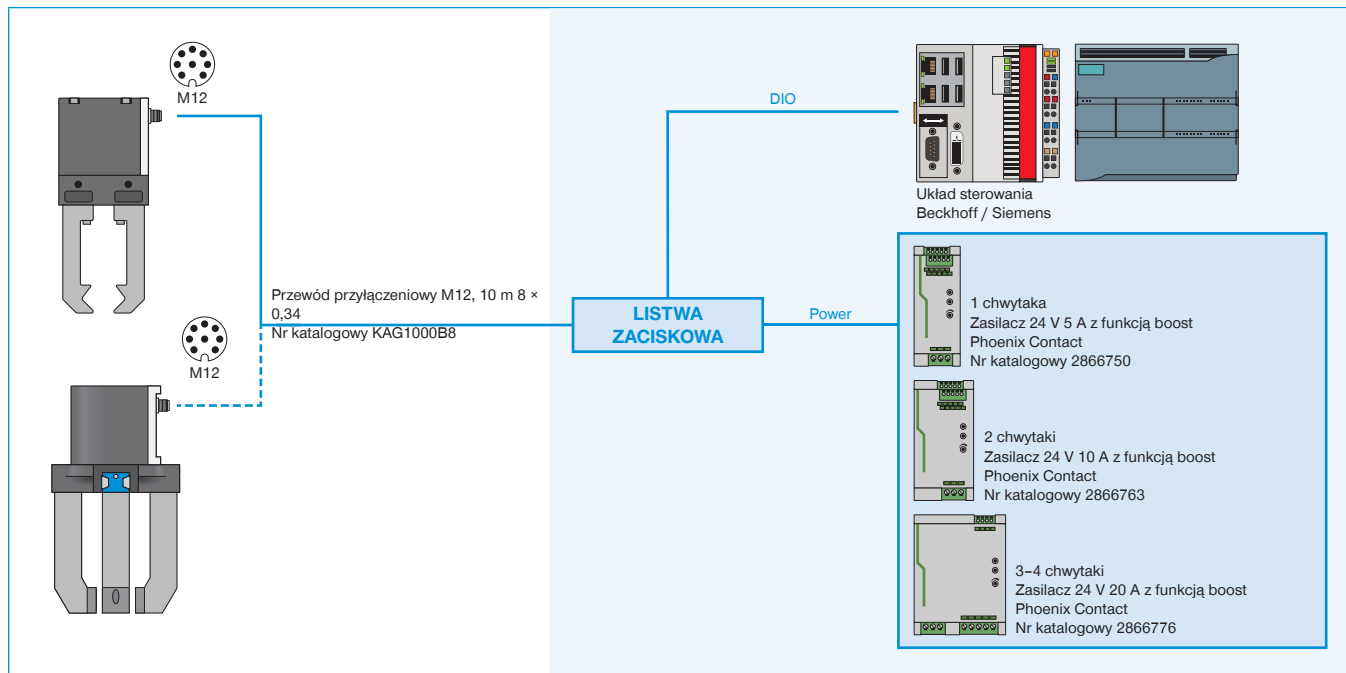 M12
M12
Przewód przyłączeniowy M12, 10 m 8 ×
0,34
Nr katalogowy KAG1000B8
LISTWA
ZACISKOWA
DIO
Power
Układ sterowania
Beckhoff / Siemens
1 chwytaka
Zasilacz 24 V 5 A z funkcją boost
Phoenix Contact
Nr katalogowy 2866750
2 chwytaki
Zasilacz 24 V 10 A z funkcją boost
Phoenix Contact
Nr katalogowy 2866763
3–4 chwytaki
Zasilacz 24 V 20 A z funkcją boost
Phoenix Contact
Nr katalogowy 2866776